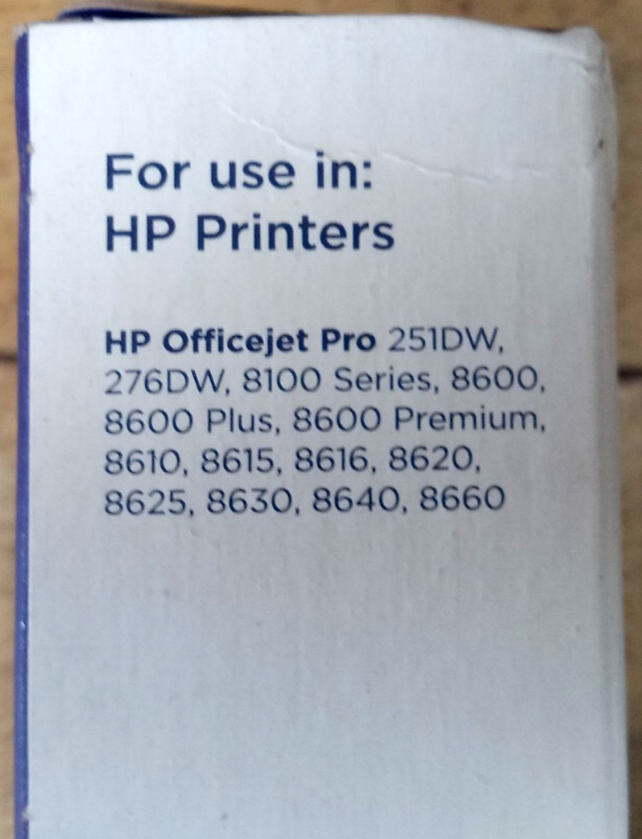 For use in:
HP Printers
HP Officejet Pro 251DW,
276DW, 8100 Series, 8600,
8600 Plus, 8600 Premium,
8610, 8615, 8616, 8620,
8625, 8630, 8640, 8660